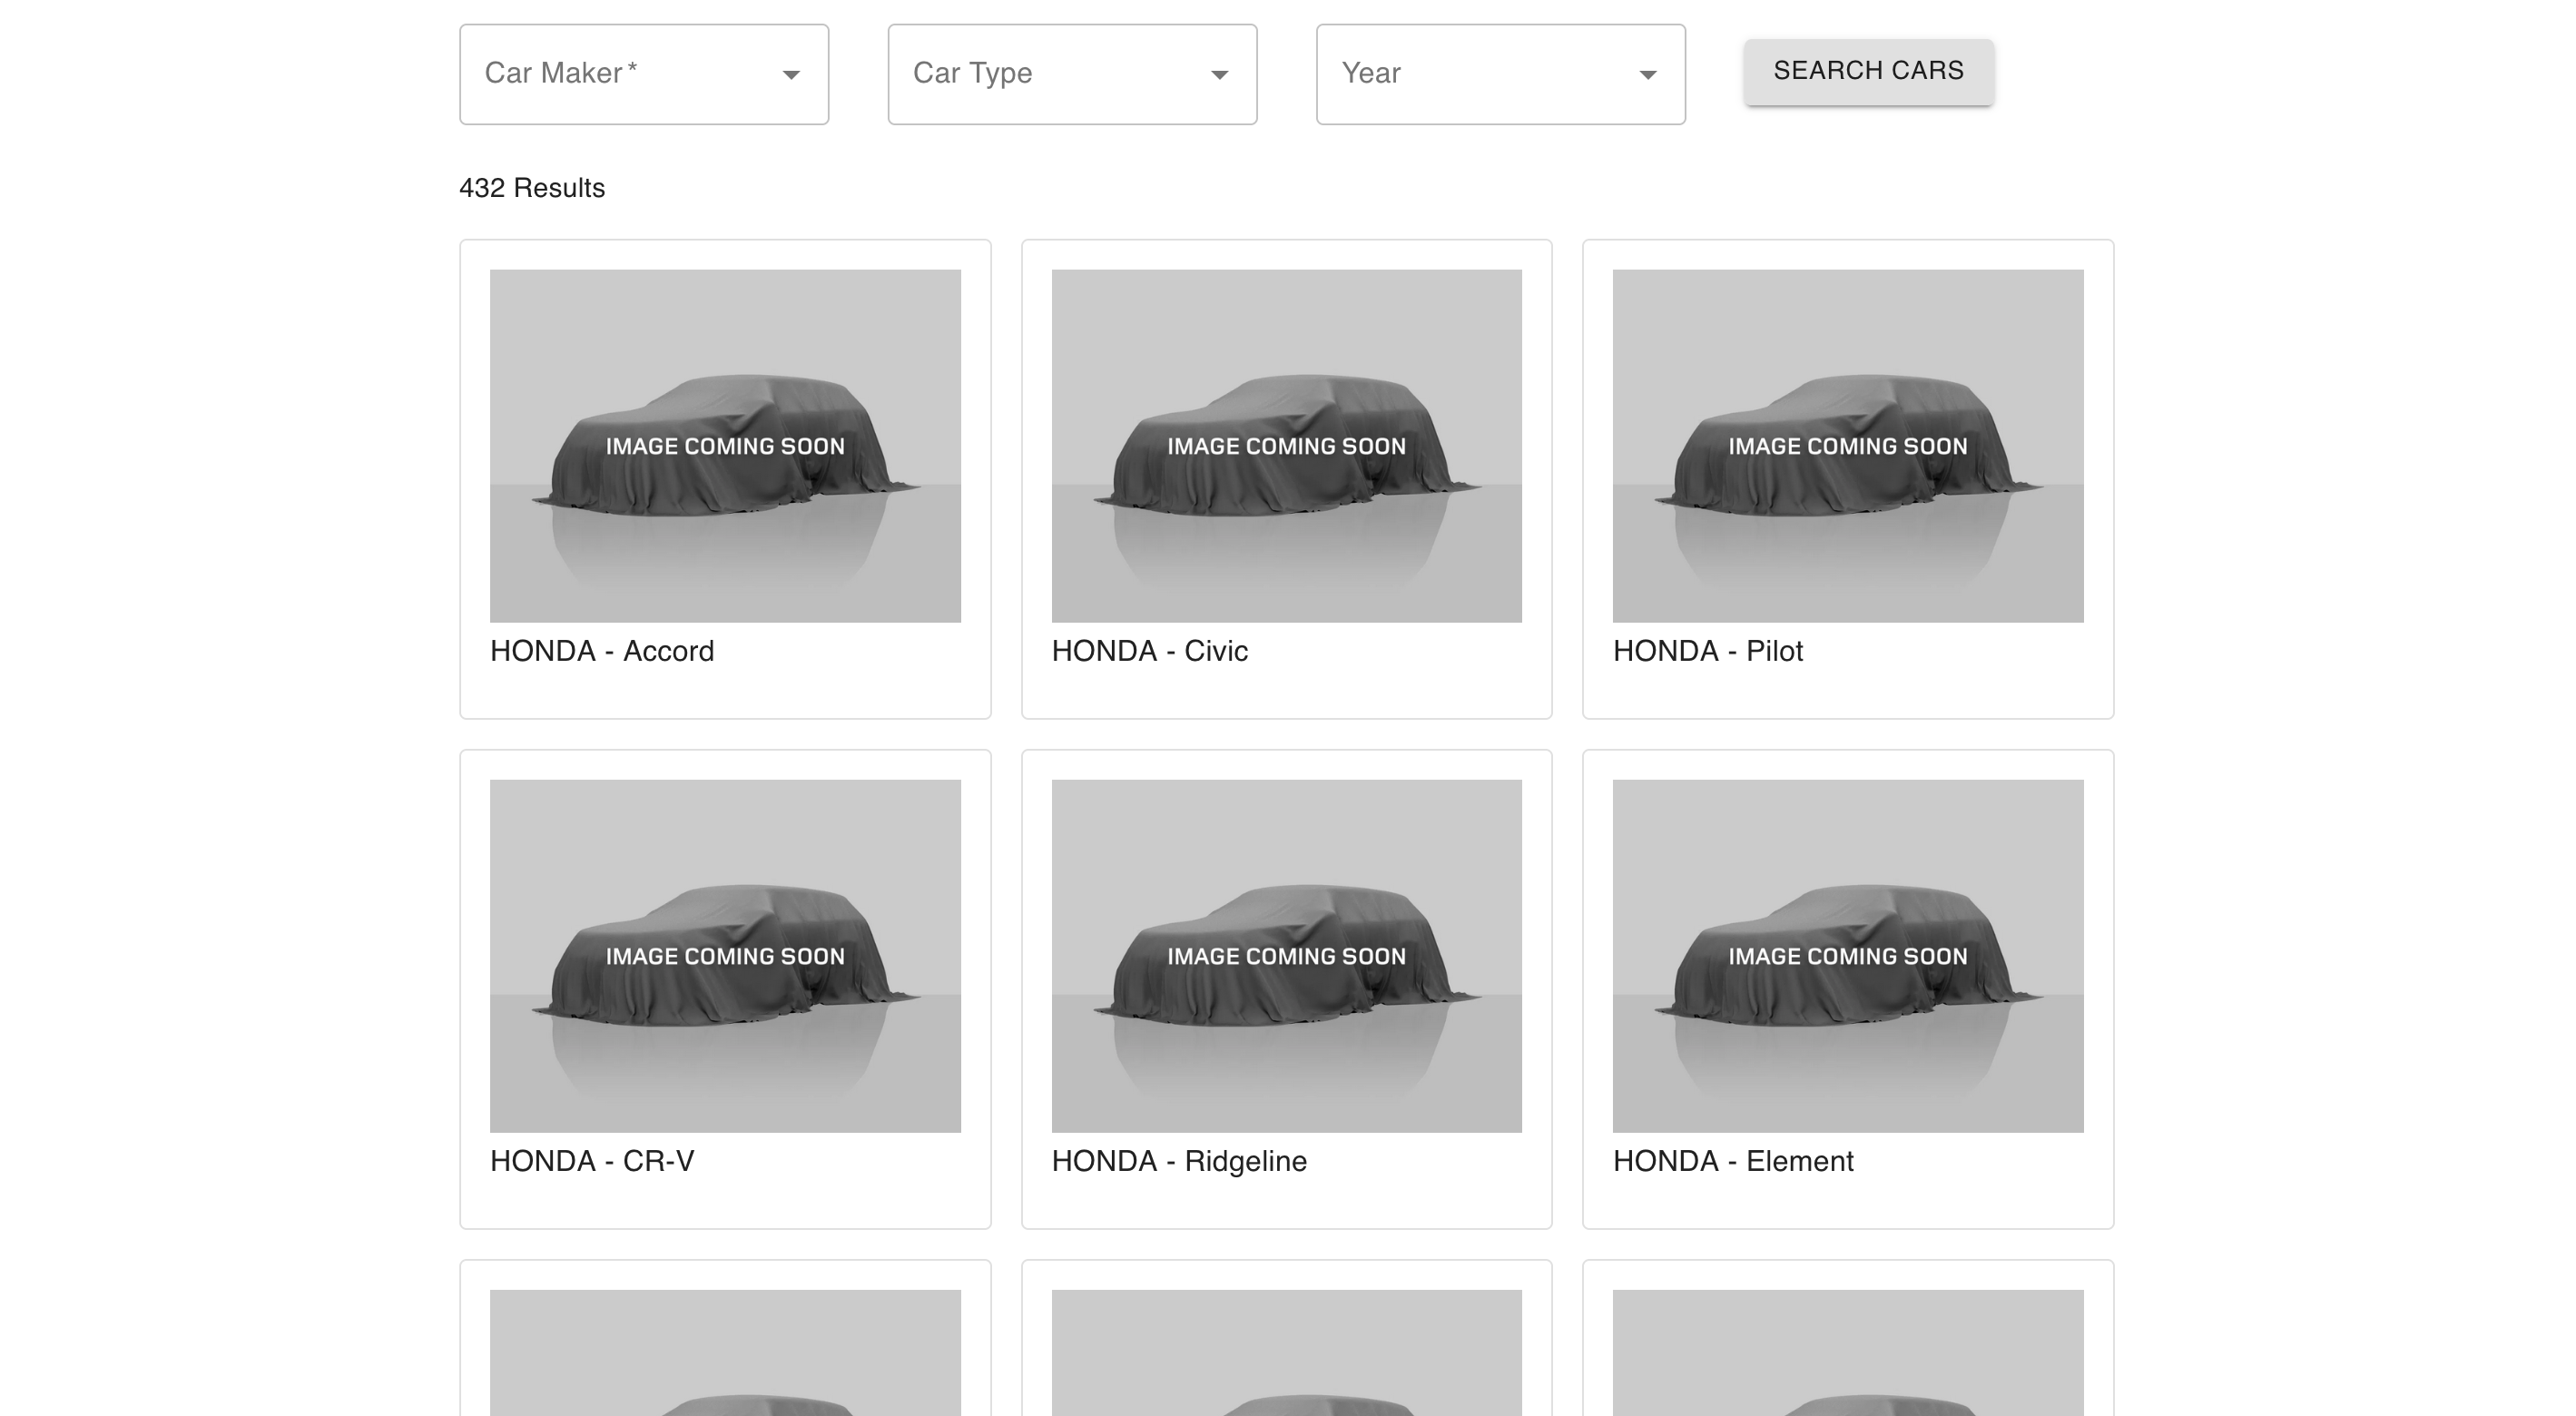 Car Maker *
Car Type
Year
SEARCH CARS
432 Results
IMAGE COMING SOON
IMAGE COMING SOON
IMAGE COMING SOON
HONDA - Accord
HONDA - Civic
HONDA - Pilot
IMAGE COMING SOON
IMAGE COMING SOON
IMAGE COMING SOON
HONDA - CR-V
HONDA - Ridgeline
HONDA - Element